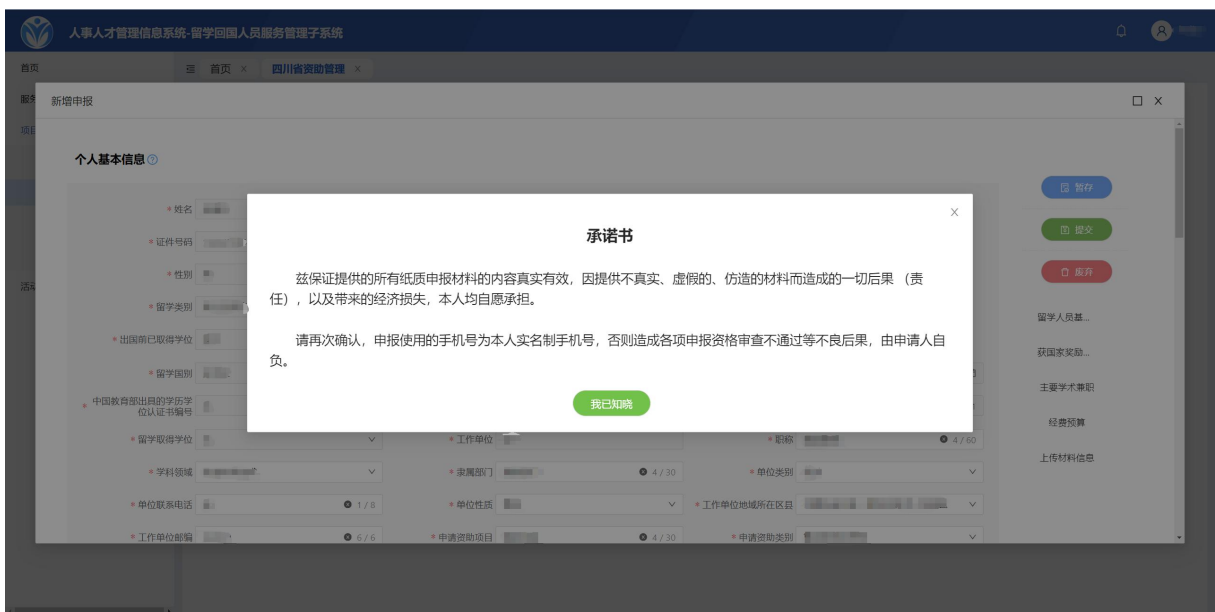 人事人才管理信息系统-留学回国人员服务管理子系统
首页
首页 × 四川省资助管理 ×
新增申报
个人基本信息
暂存
提交
废弃
留学人员基...
获国家奖励...
主要学术兼职
经费预算
上传材料信息
* 姓名
* 证件号码
* 性别
* 留学类别
* 出国前已取得学位
* 留学国别
* 中国教育部出具的学历学
位认证书编号
承诺书
兹保证提供的所有纸质申报材料的内容真实有效，因提供不真实、虚假的、仿造的材料而造成的一切后果（责
任），以及带来的经济损失，本人均自愿承担。
请再次确认，申报使用的手机号为本人实名制手机号，否则造成各项申报资格审查不通过等不良后果，由申请人自
负。
我已知晓
* 留学取得学位 * 工作单位 * 职称 4 / 60
* 学科领域 * 隶属部门 4 / 30 * 单位类别
* 单位联系电话 1 / 8 * 单位性质 * 工作单位地域所在区县
* 工作单位邮编 6 / 6 * 申请资助项目 4 / 30 * 申请资助类别